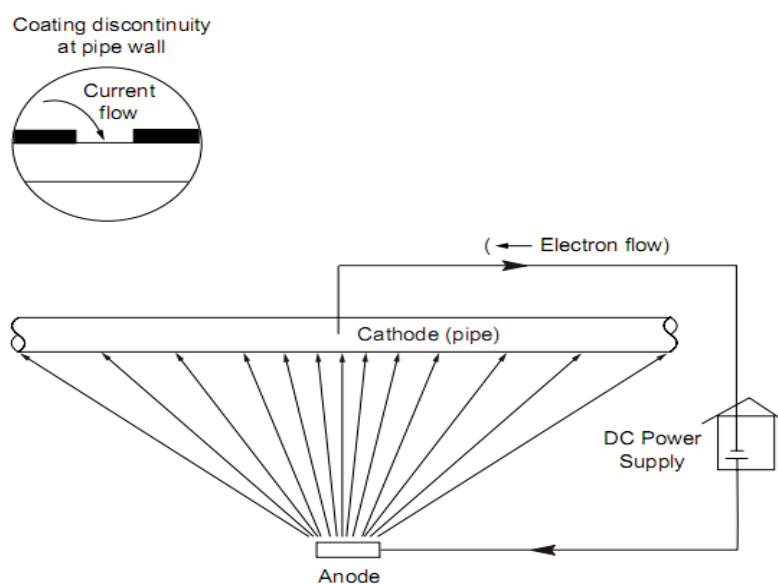 Coating discontinuity
at pipe wall
Current
flow
(← Electron flow)
Cathode (pipe)
DC Power
Supply
Anode